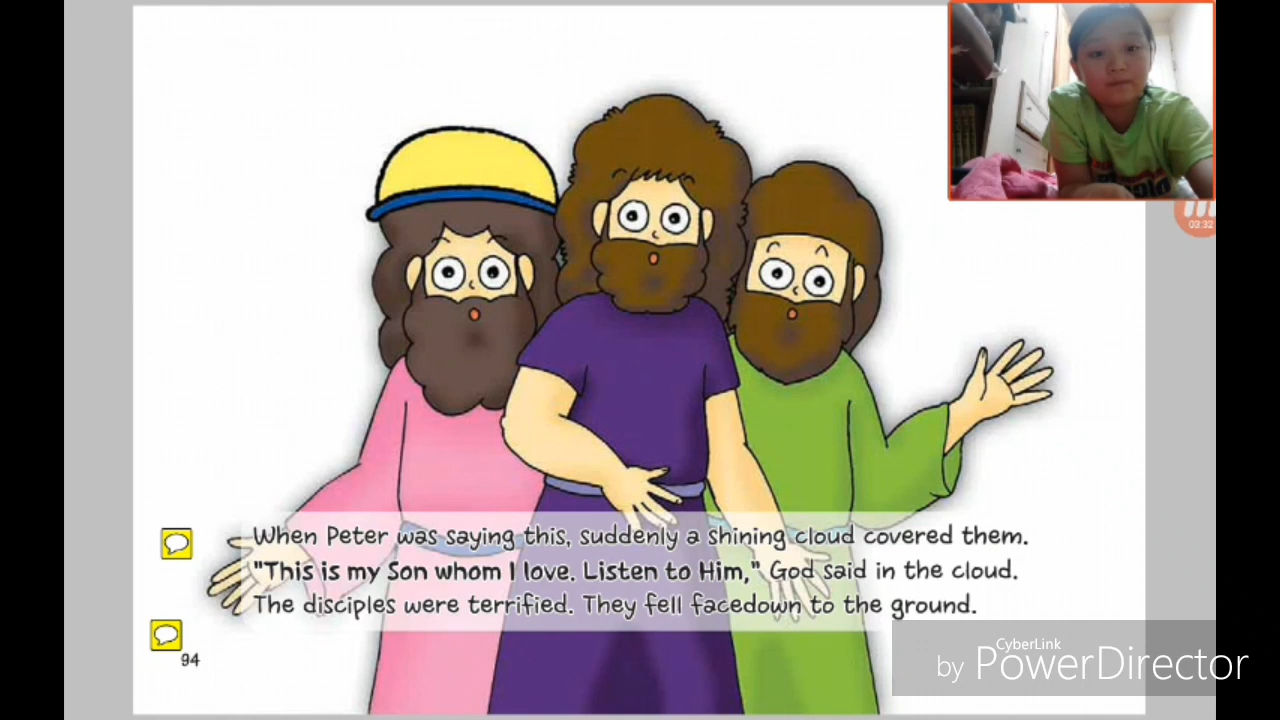 03:32
When Peter was saying this, suddenly a shining cloud covered them.
"This is my Son whom I love. Listen to Him," God said in the cloud.
The disciples were terrified. They fell facedown to the ground.
94
CyberLink
by PowerDirector